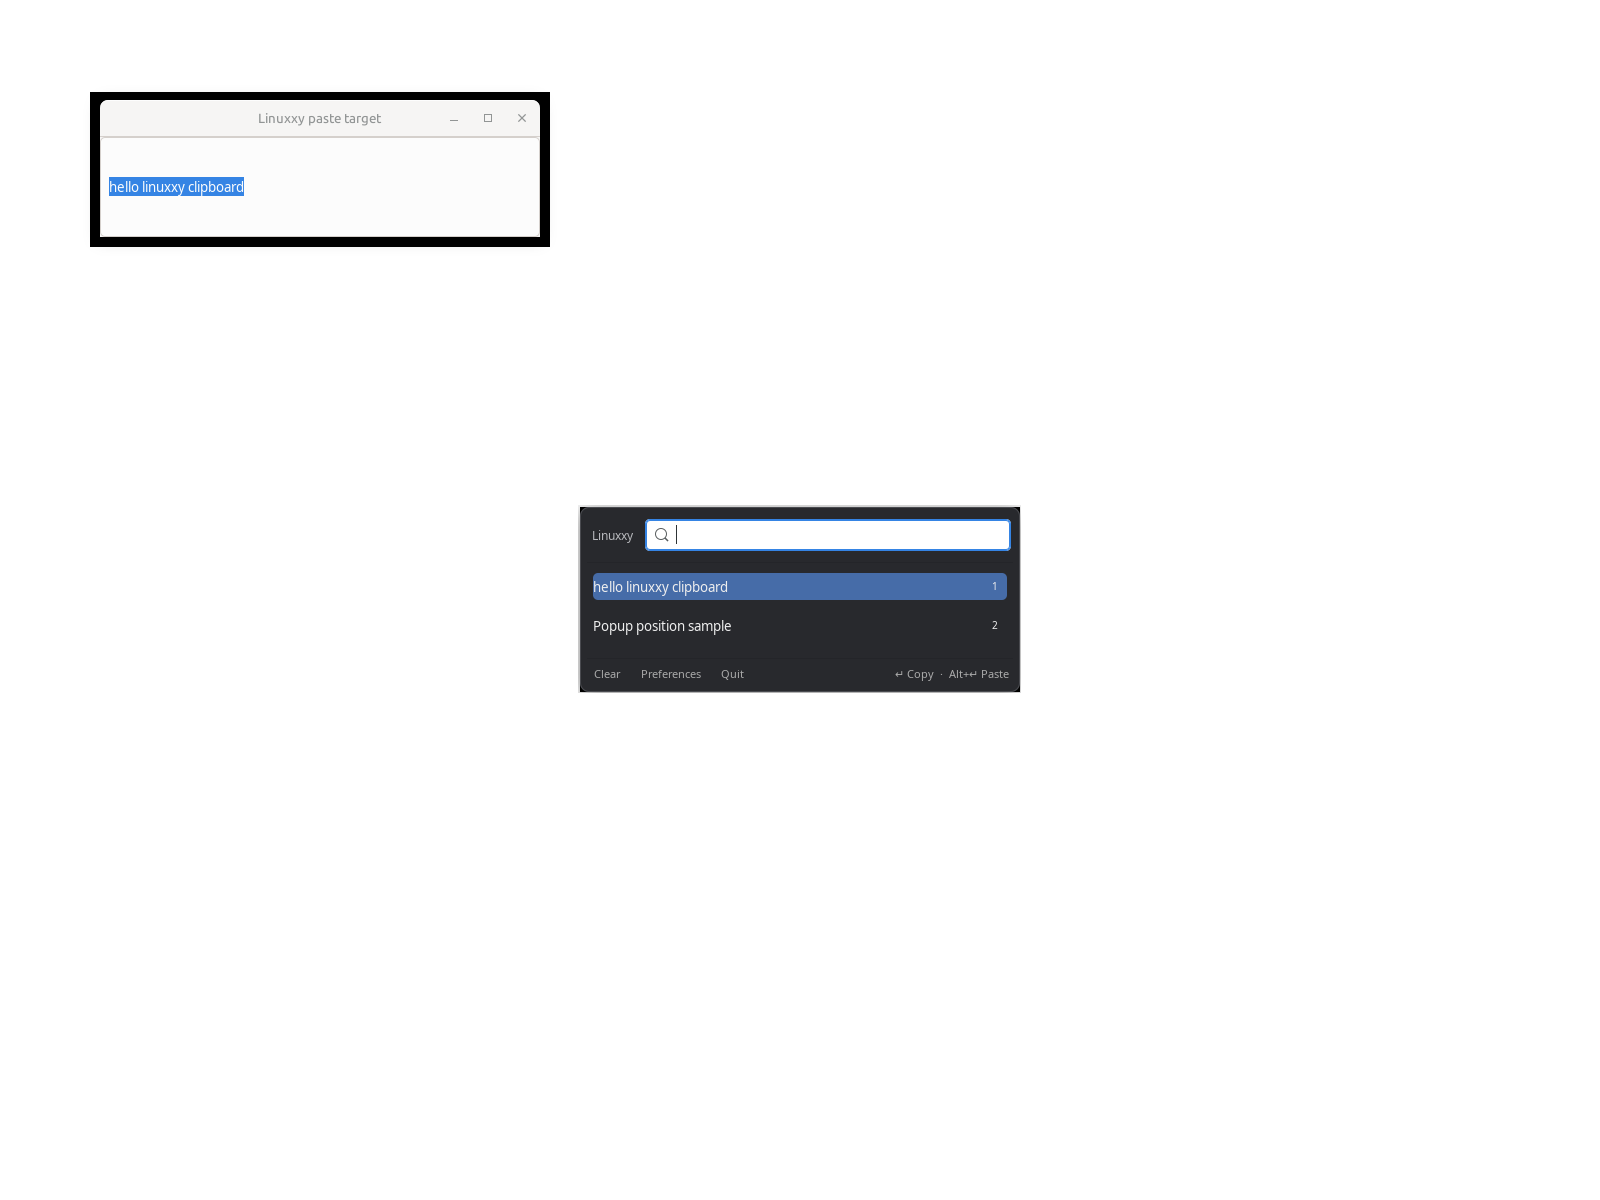 Linuxxy paste target
hello linuxxy clipboard
Linuxxy
hello linuxxy clipboard 1
Popup position sample 2
Clear Preferences Quit ↵ Copy · Alt+↵ Paste